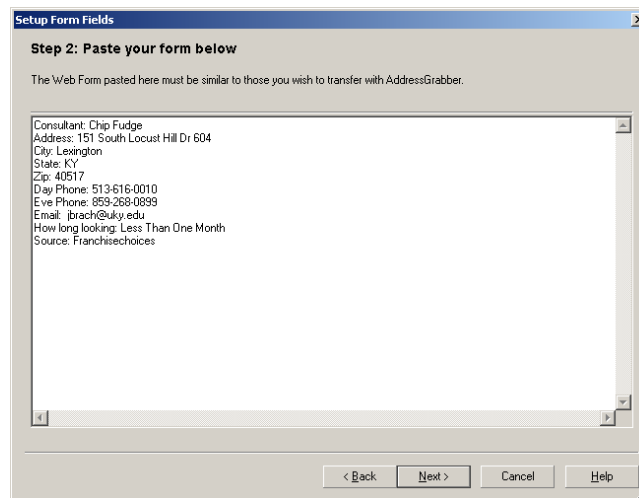 Setup Form Fields
Step 2: Paste your form below
The Web Form pasted here must be similar to those you wish to transfer with AddressGrabber.
Consultant: Chip Fudge
Address: 151 South Locust Hill Dr 604
City: Lexington
State: KY
Zip: 40517
Day Phone: 513-616-0010
Eve Phone: 859-268-0899
Email: jbrach@uky.edu
How long looking: Less Than One Month
Source: Franchisechoices
< Back Next > Cancel Help